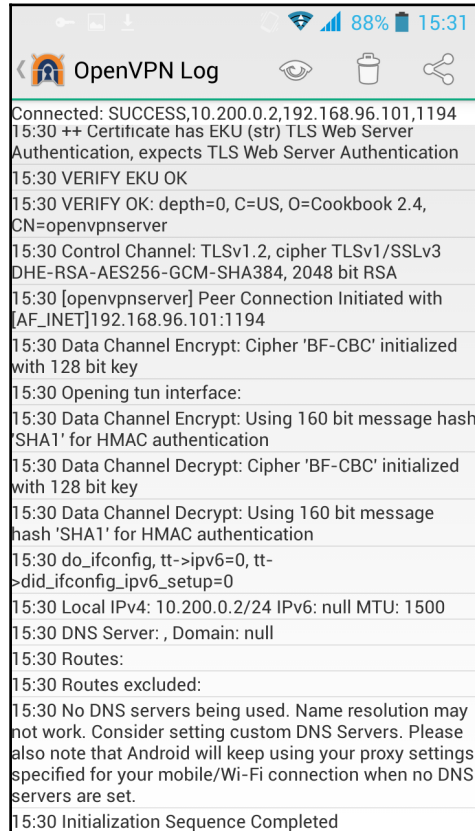 88% 15:31
OpenVPN Log
Connected: SUCCESS,10.200.0.2,192.168.96.101,1194
15:30 ++ Certificate has EKU (str) TLS Web Server
Authentication, expects TLS Web Server Authentication
15:30 VERIFY EKU OK
15:30 VERIFY OK: depth=0, C=US, O=Cookbook 2.4,
CN=openvpnserver
15:30 Control Channel: TLSv1.2, cipher TLSv1/SSLv3
DHE-RSA-AES256-GCM-SHA384, 2048 bit RSA
15:30 [openvpnserver] Peer Connection Initiated with
[AF_INET]192.168.96.101:1194
15:30 Data Channel Encrypt: Cipher 'BF-CBC' initialized
with 128 bit key
15:30 Opening tun interface:
15:30 Data Channel Encrypt: Using 160 bit message hash
'SHA1' for HMAC authentication
15:30 Data Channel Decrypt: Cipher 'BF-CBC' initialized
with 128 bit key
15:30 Data Channel Decrypt: Using 160 bit message
hash 'SHA1' for HMAC authentication
15:30 do_ifconfig, tt->ipv6=0, tt-
>did_ifconfig_ipv6_setup=0
15:30 Local IPv4: 10.200.0.2/24 IPv6: null MTU: 1500
15:30 DNS Server: , Domain: null
15:30 Routes:
15:30 Routes excluded:
15:30 No DNS servers being used. Name resolution may
not work. Consider setting custom DNS Servers. Please
also note that Android will keep using your proxy settings
specified for your mobile/Wi-Fi connection when no DNS
servers are set.
15:30 Initialization Sequence Completed